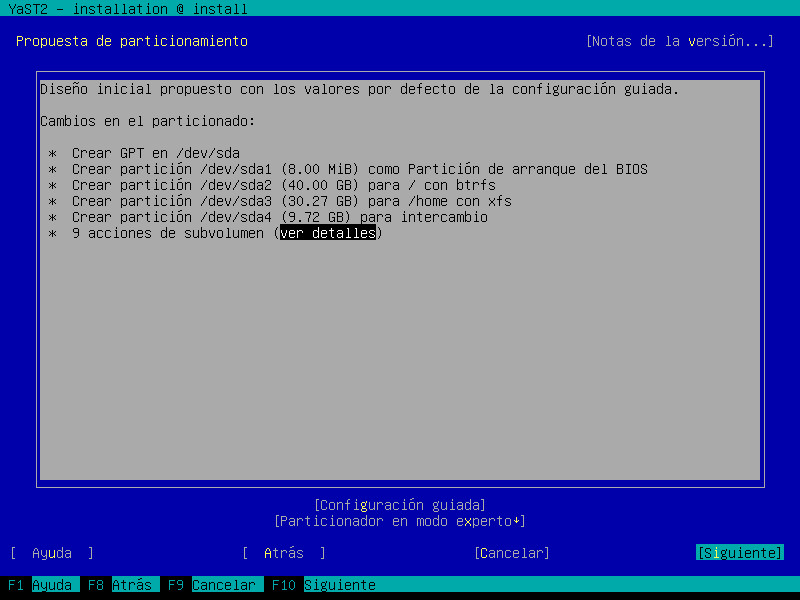 YaST2 - installation @ install
Propuesta de particionamiento [Notas de la versión...]
Diseño inicial propuesto con los valores por defecto de la configuración guiada.
Cambios en el particionado:
* Crear GPT en /dev/sda
* Crear partición /dev/sda1 (8.00 MiB) como Partición de arranque del BIOS
* Crear partición /dev/sda2 (40.00 GB) para / con btrfs
* Crear partición /dev/sda3 (30.27 GB) para /home con xfs
* Crear partición /dev/sda4 (9.72 GB) para intercambio
* 9 acciones de subvolumen (ver detalles)
[Configuración guiada]
[Particionador en modo experto↓]
[ Ayuda ] [ Atrás ] [Cancelar] [Siguiente]
F1 Ayuda F8 Atrás F9 Cancelar F10 Siguiente